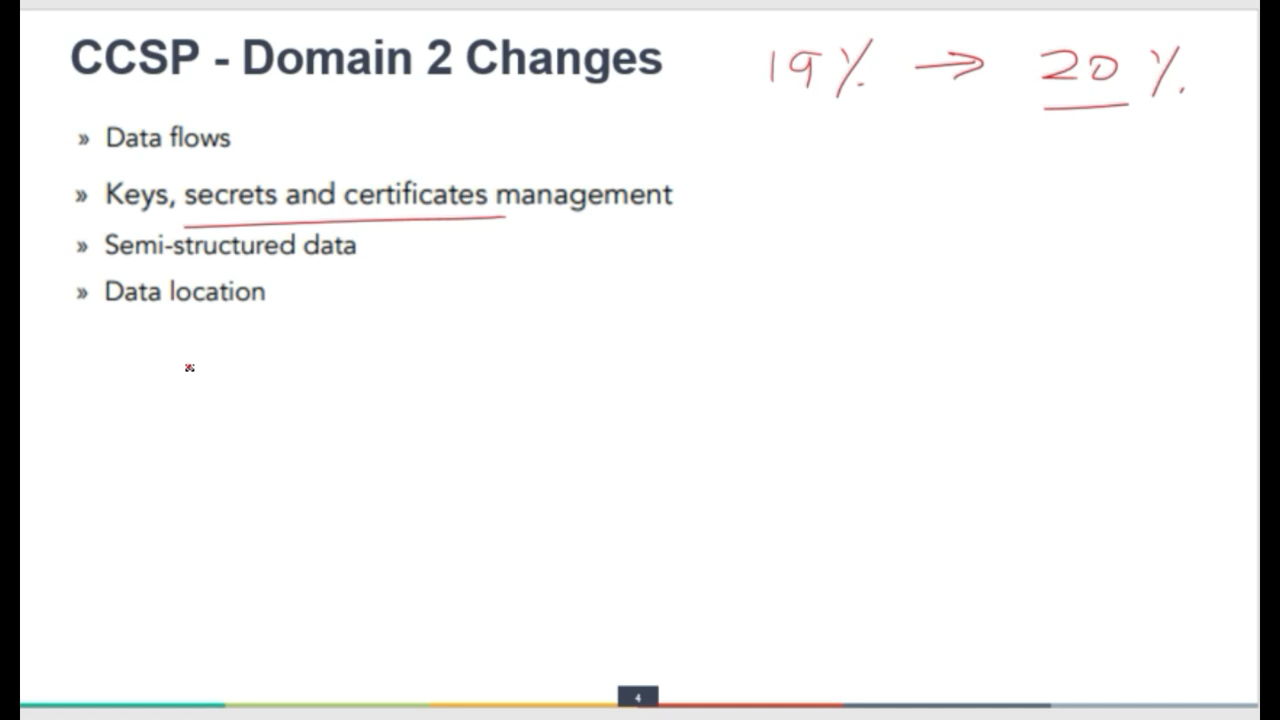 CCSP - Domain 2 Changes 19% → 20%
» Data flows
» Keys, secrets and certificates management
» Semi-structured data
» Data location
4